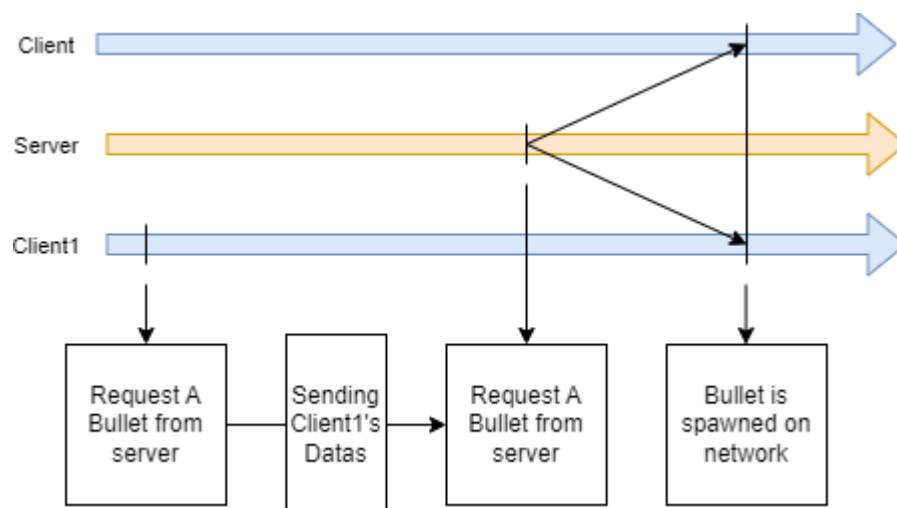 Client
Server
Client1
Request A
Bullet from
server
Sending
Client1's
Datas
Request A
Bullet from
server
Bullet is
spawned on
network